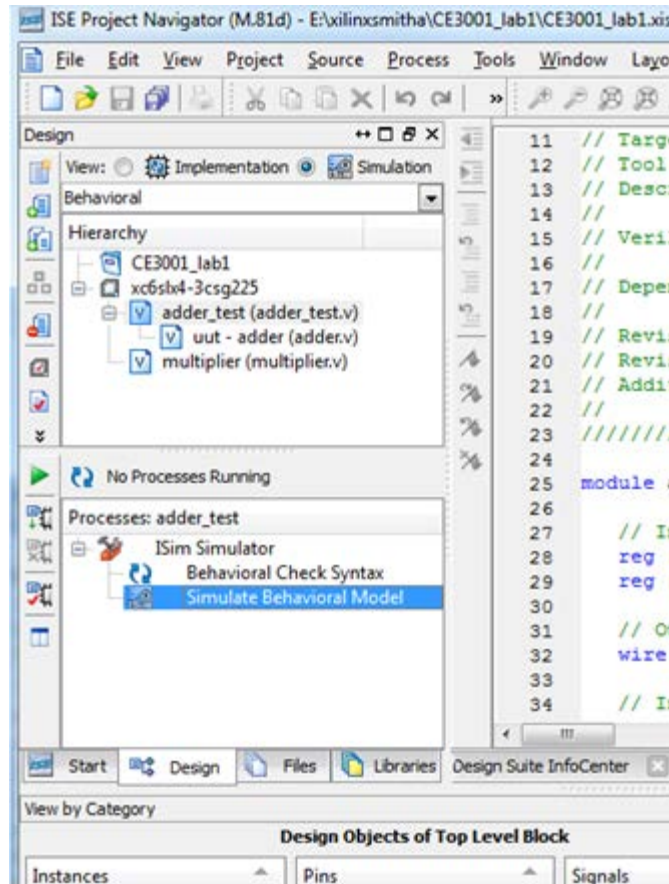 ISE Project Navigator (M.81d) - E:\xilinxsmitha\CE3001_lab1\CE3001_lab1.xis
File Edit View Project Source Process Tools Window Layo
Design
View: Implementation Simulation
Behavioral
Hierarchy
CE3001_lab1
xc6slx4-3csg225
adder_test (adder_test.v)
uut - adder (adder.v)
multiplier (multiplier.v)
No Processes Running
Processes: adder_test
ISim Simulator
Behavioral Check Syntax
Simulate Behavioral Model
11 // Targe
12 // Tool
13 // Desc
14 //
15 // Veri
16 //
17 // Depe
18 //
19 // Revis
20 // Revis
21 // Addi
22 //
23 ////////
24
25 module a
26
27 // In
28 reg
29 reg
30
31 // O
32 wire
33
34 // I
Start Design Files Libraries Design Suite InfoCenter
View by Category
Design Objects of Top Level Block
Instances Pins Signals